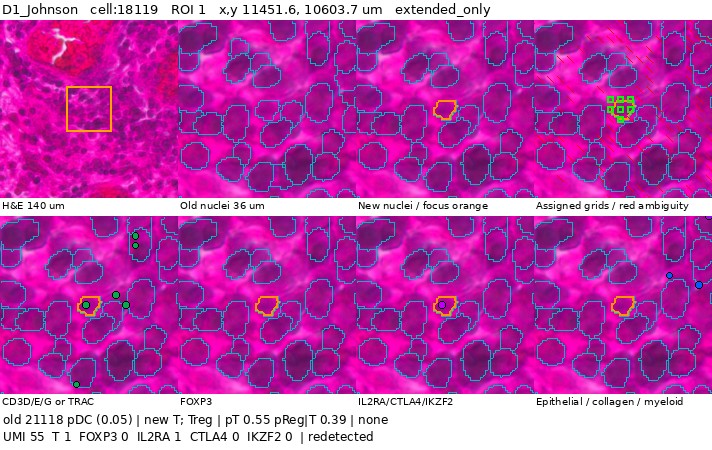 D1_Johnson cell:18119 ROI 1 x,y 11451.6, 10603.7 um extended_only
H&E 140 um
Old nuclei 36 um
New nuclei / focus orange
Assigned grids / red ambiguity
CD3D/E/G or TRAC
FOXP3
IL2RA/CTLA4/IKZF2
Epithelial / collagen / myeloid
old 21118 pDC (0.05) | new T; Treg | pT 0.55 pReg|T 0.39 | none
UMI 55 T 1 FOXP3 0 IL2RA 1 CTLA4 0 IKZF2 0 | redetected